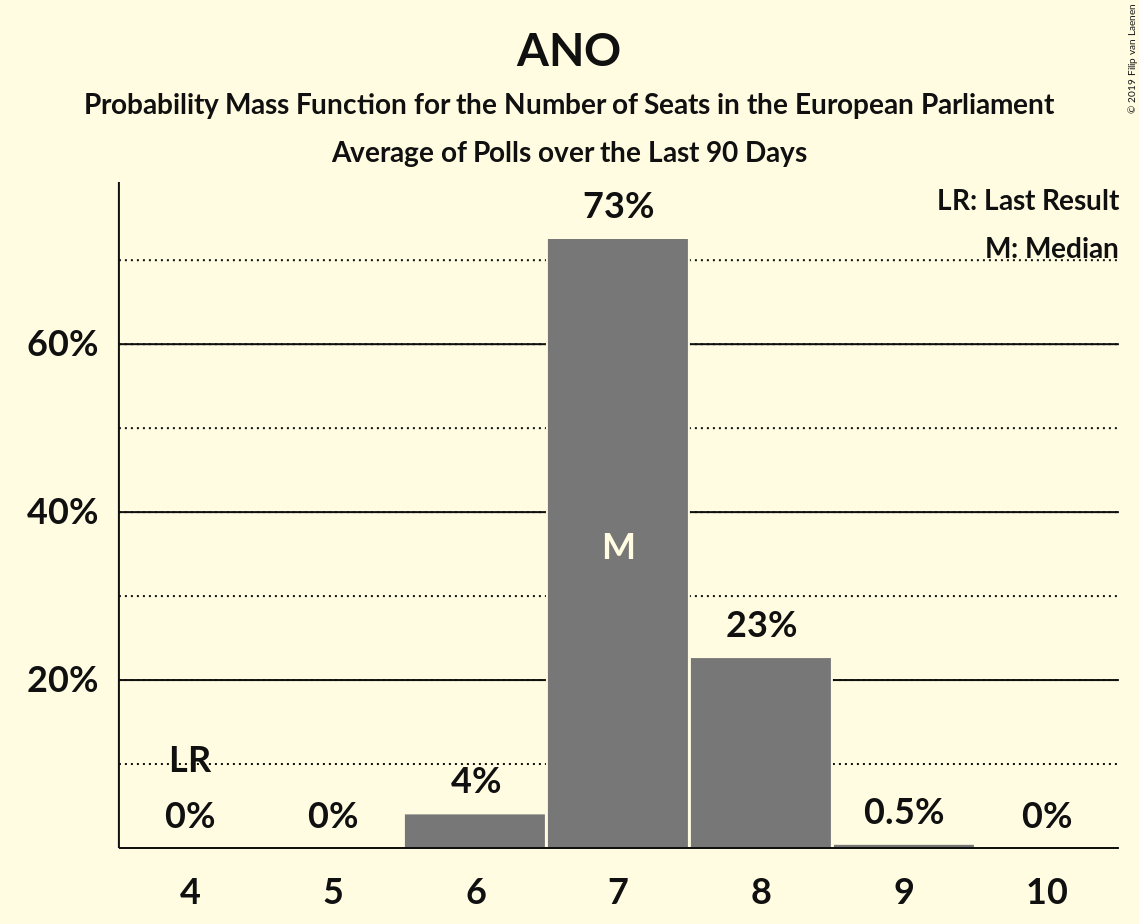 ANO
Probability Mass Function for the Number of Seats in the European Parliament
Average of Polls over the Last 90 Days
© 2019 Filip van Laenen
LR: Last Result
M: Median
73%
60%
40%
M
23%
20%
LR
4%
0%
0%
0.5%
0%
4 5 6 7 8 9 10